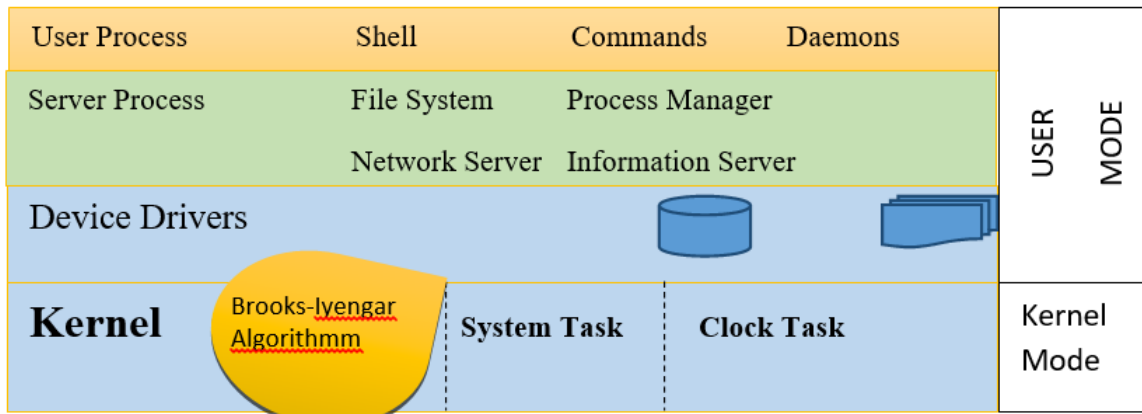 User Process Shell Commands Daemons
Server Process File System Process Manager
Network Server Information Server
Device Drivers
USER MODE
Kernel
Brooks-Iyengar
Algorithmm
System Task Clock Task
Kernel
Mode